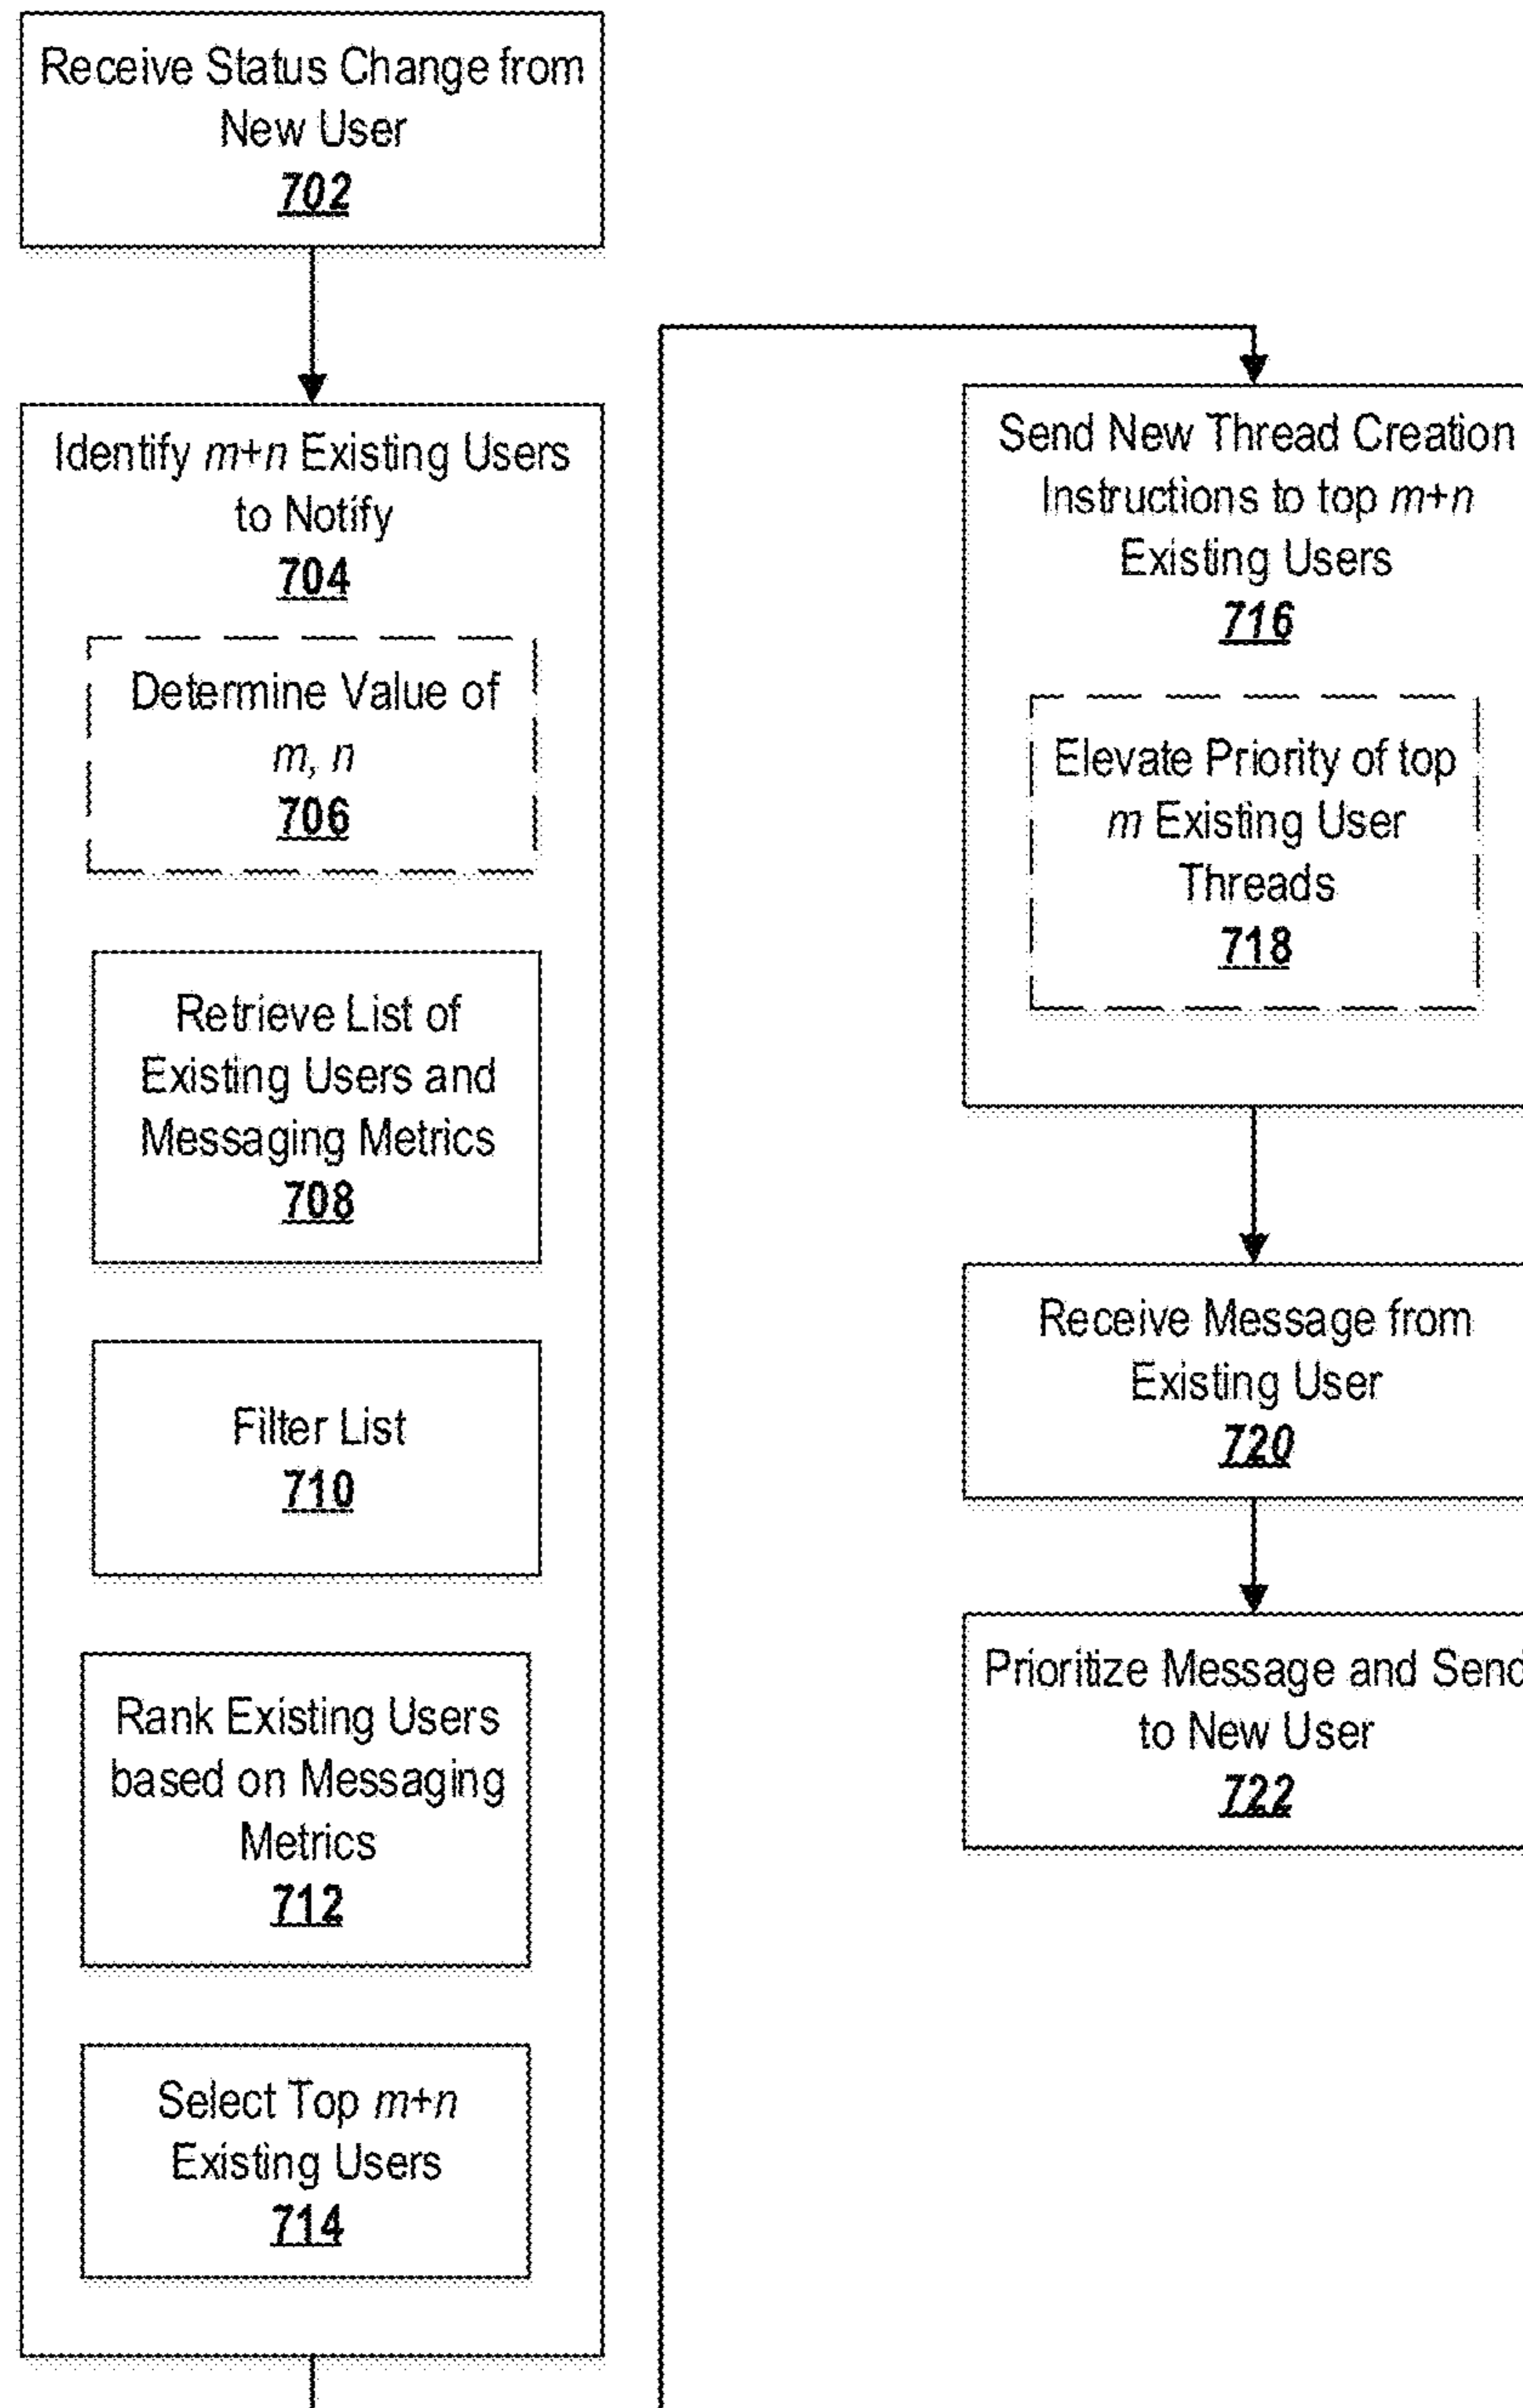 Receive Status Change from
New User
702
Identify m+n Existing Users
to Notify
704
Determine Value of
m, n
706
Retrieve List of
Existing Users and
Messaging Metrics
708
Filter List
710
Rank Existing Users
based on Messaging
Metrics
712
Select Top m+n
Existing Users
714
Send New Thread Creation
Instructions to top m+n
Existing Users
716
Elevate Priority of top
m Existing User
Threads
718
Receive Message from
Existing User
720
Prioritize Message and Send
to New User
722